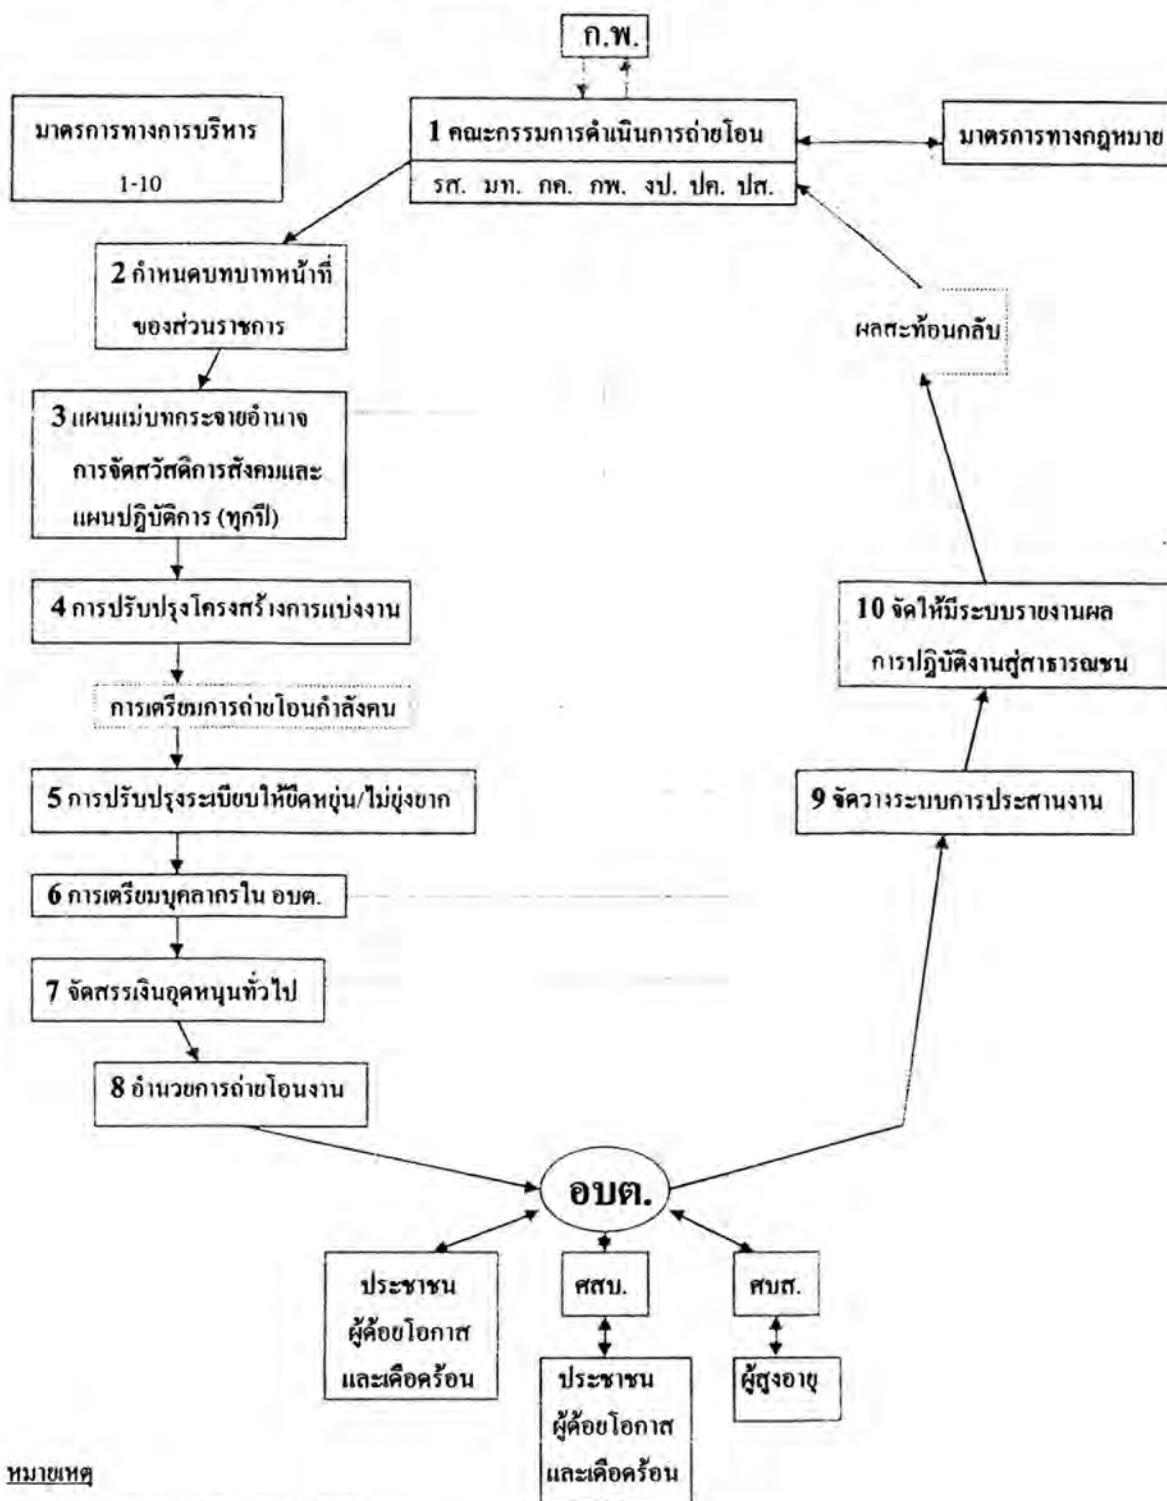 ก.พ.
มาตรการทางการบริหาร
1-10
1 คณะกรรมการดำเนินการถ่ายโอน
รส. มท. กค. กพ. งป. ปค. ปส.
มาตรการทางกฎหมาย
2 กำหนดบทบาทหน้าที่
ของส่วนราชการ
ผลสะท้อนกลับ
3 แผนแม่บทกระจายอำนาจ
การจัดสวัสดิการสังคมและ
แผนปฏิบัติการ (ทุกปี)
4 การปรับปรุงโครงสร้างการแบ่งงาน
10 จัดให้มีระบบรายงานผล
การปฏิบัติงานสู่สาธารณชน
การเตรียมการถ่ายโอนกำลังคน
5 การปรับปรุงระเบียบให้ยืดหยุ่น/ไม่ยุ่งยาก
9 จัดวางระบบการประสานงาน
6 การเตรียมบุคลากรใน อบต.
7 จัดสรรเงินอุดหนุนทั่วไป
8 อำนวยการถ่ายโอนงาน
อบต.
ประชาชน
ผู้ด้อยโอกาส
และเดือดร้อน
ศสบ.
ศบส.
ประชาชน
ผู้ด้อยโอกาส
และเดือดร้อน
ผู้สูงอายุ
หมายเหตุ